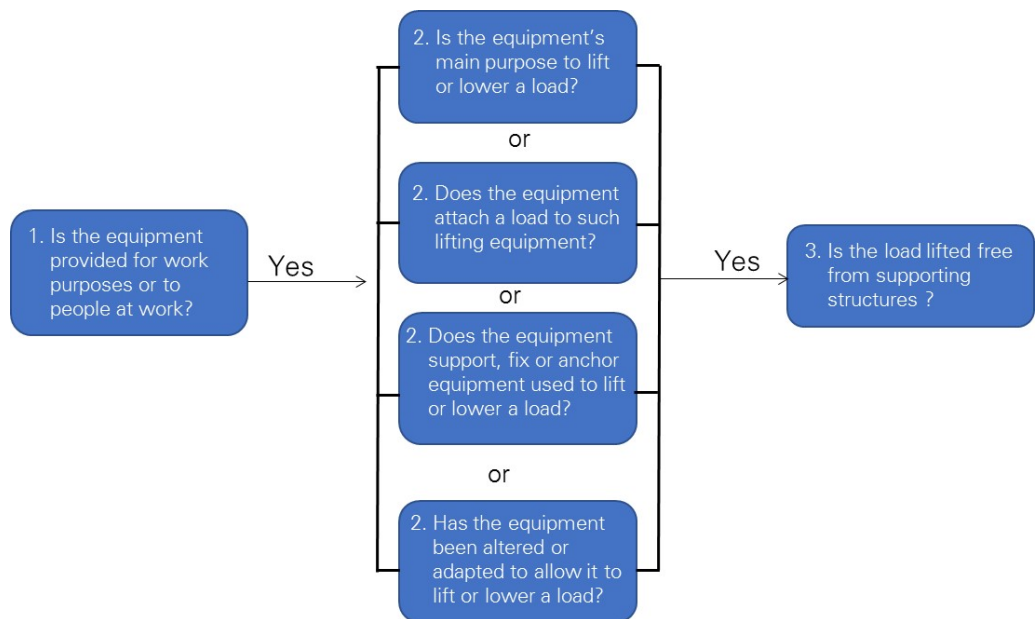 1. Is the equipment
provided for work
purposes or to
people at work?
Yes
2. Is the equipment’s
main purpose to lift
or lower a load?
or
2. Does the equipment
attach a load to such
lifting equipment?
or
2. Does the equipment
support, fix or anchor
equipment used to lift
or lower a load?
or
2. Has the equipment
been altered or
adapted to allow it to
lift or lower a load?
Yes
3. Is the load lifted free
from supporting
structures ?